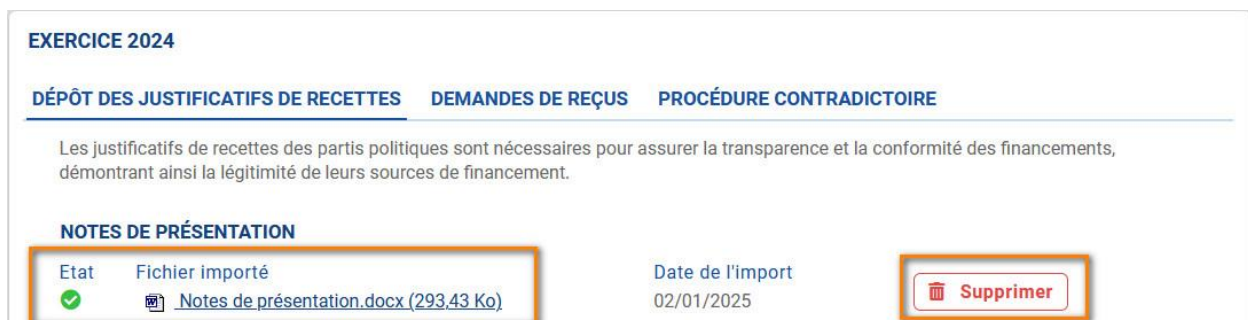 EXERCICE 2024
DÉPÔT DES JUSTIFICATIFS DE RECETTES DEMANDES DE REÇUS PROCÉDURE CONTRADICTOIRE
Les justificatifs de recettes des partis politiques sont nécessaires pour assurer la transparence et la conformité des financements,
démontrant ainsi la légitimité de leurs sources de financement.
NOTES DE PRÉSENTATION
Etat Fichier importé Date de l'import
Notes de présentation.docx (293,43 Ko) 02/01/2025 Supprimer